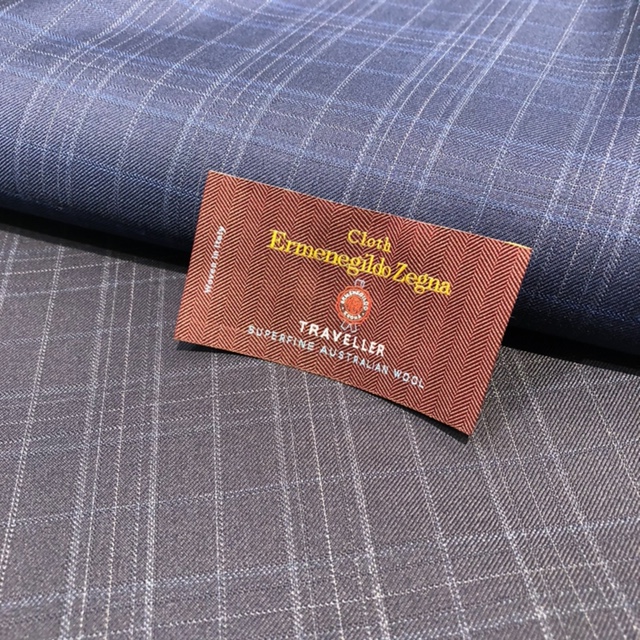 Cloth
Ermenegildo Zegna
TRAVELLER
SUPERFINE AUSTRALIAN WOOL
Woven in Italy